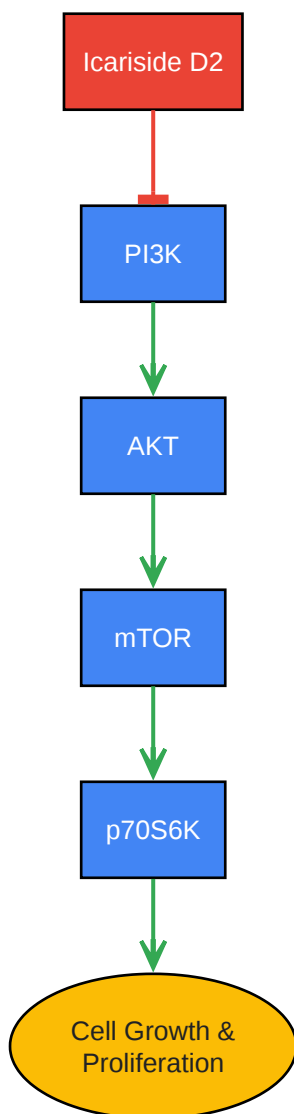 Icariside D2
PI3K
AKT
mTOR
p70S6K
Cell Growth &
Proliferation